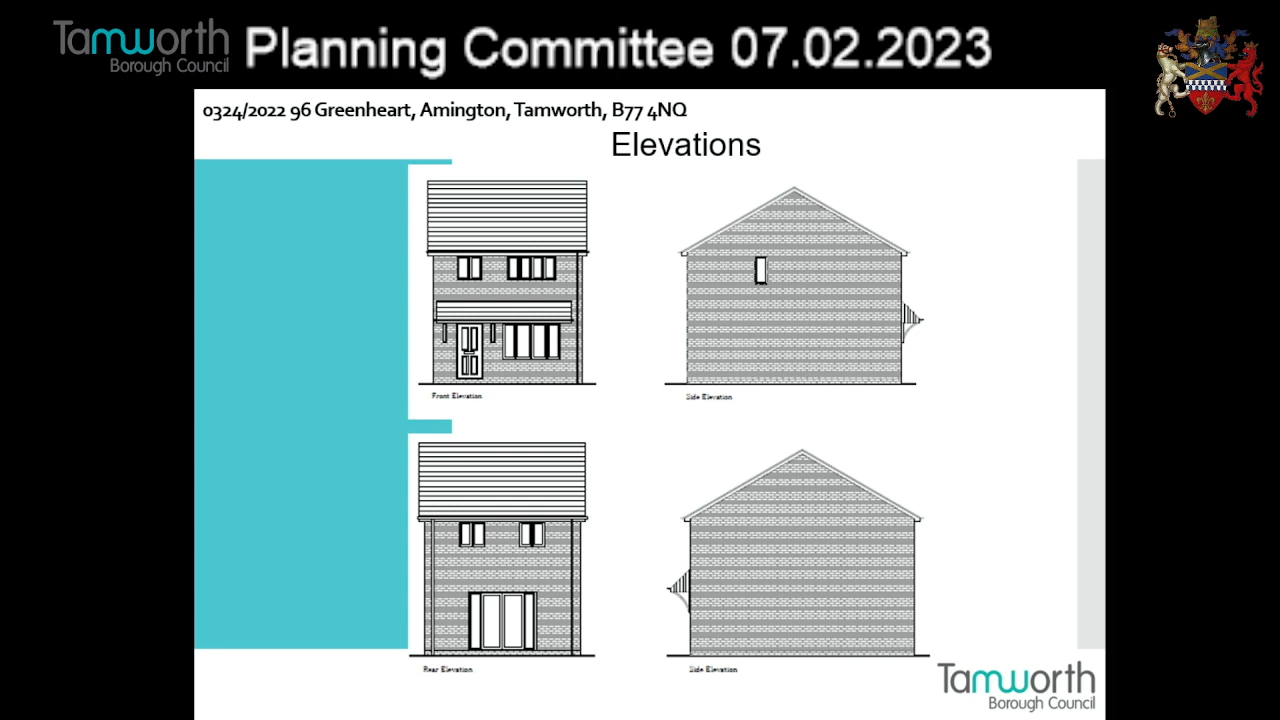 Tamworth
Borough Council
Planning Committee 07.02.2023
0324/2022 96 Greenheart, Amington, Tamworth, B77 4NQ
Elevations
Front Elevation
Side Elevation
Rear Elevation
Side Elevation
Tamworth
Borough Council